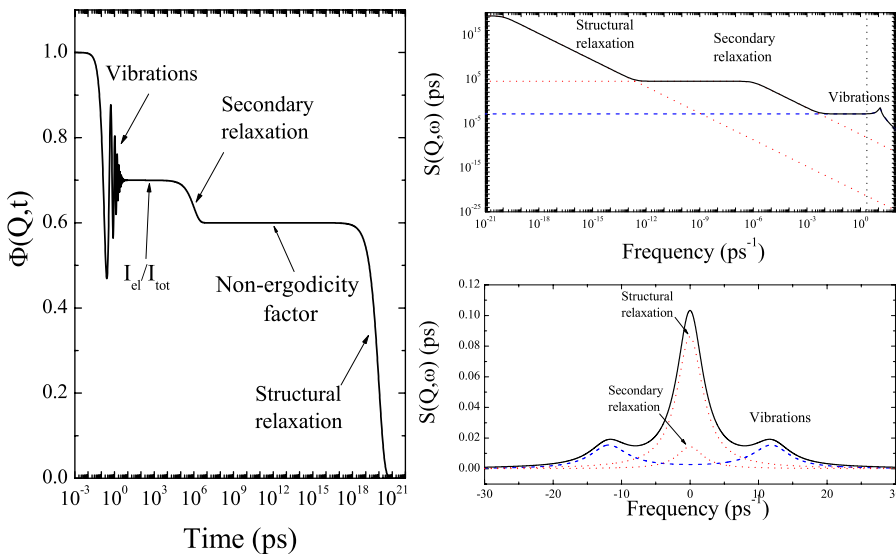 1.0
0.8
0.6
0.4
0.2
0.0
Φ(Q,t)
Vibrations
Secondary
relaxation
I_el/I_tot
Non-ergodicity
factor
Structural
relaxation
10^-3 10^0 10^3 10^6 10^9 10^12 10^15 10^18 10^21
Time (ps)
10^15
10^5
10^-5
10^-15
10^-25
S(Q,ω) (ps)
Structural
relaxation
Secondary
relaxation
Vibrations
10^-21 10^-18 10^-15 10^-12 10^-9 10^-6 10^-3 10^0
Frequency (ps^-1)
0.12
0.10
0.08
0.06
0.04
0.02
0.00
S(Q,ω) (ps)
Structural
relaxation
Secondary
relaxation
Vibrations
-30 -20 -10 0 10 20 30
Frequency (ps^-1)